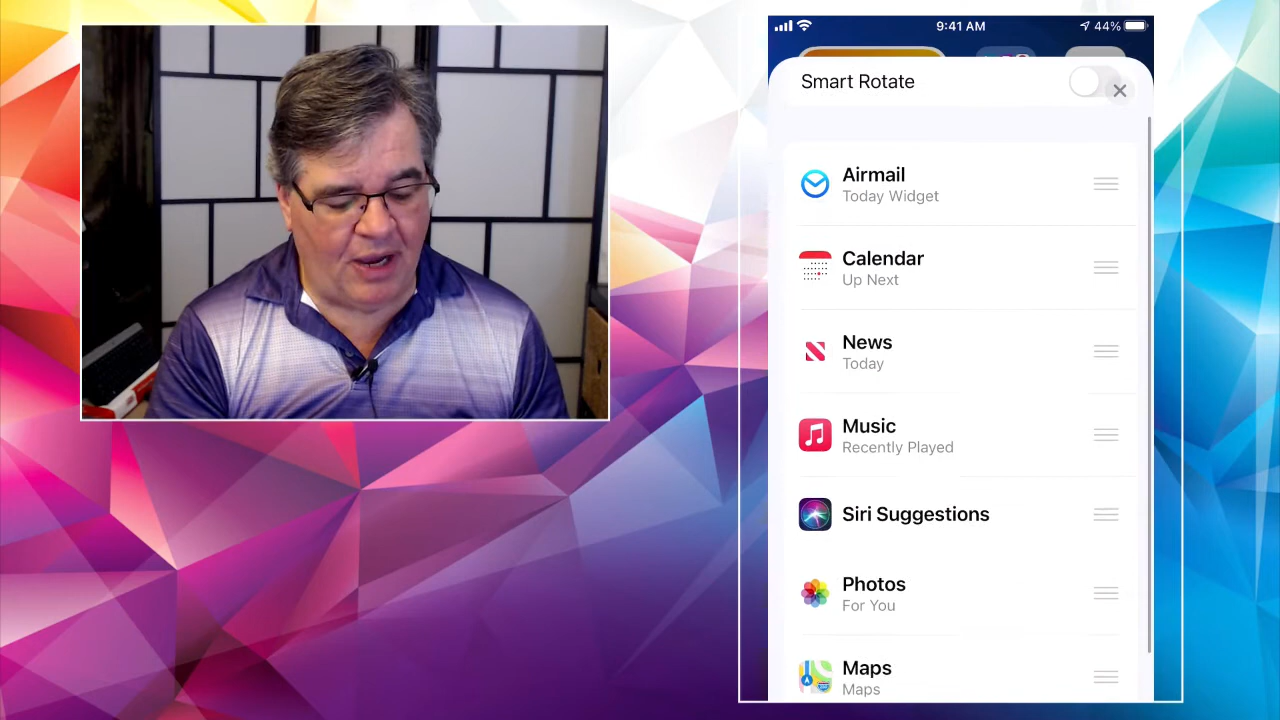 9:41 AM
44%
Smart Rotate
Airmail
Today Widget
Calendar
Up Next
News
Today
Music
Recently Played
Siri Suggestions
Photos
For You
Maps
Maps